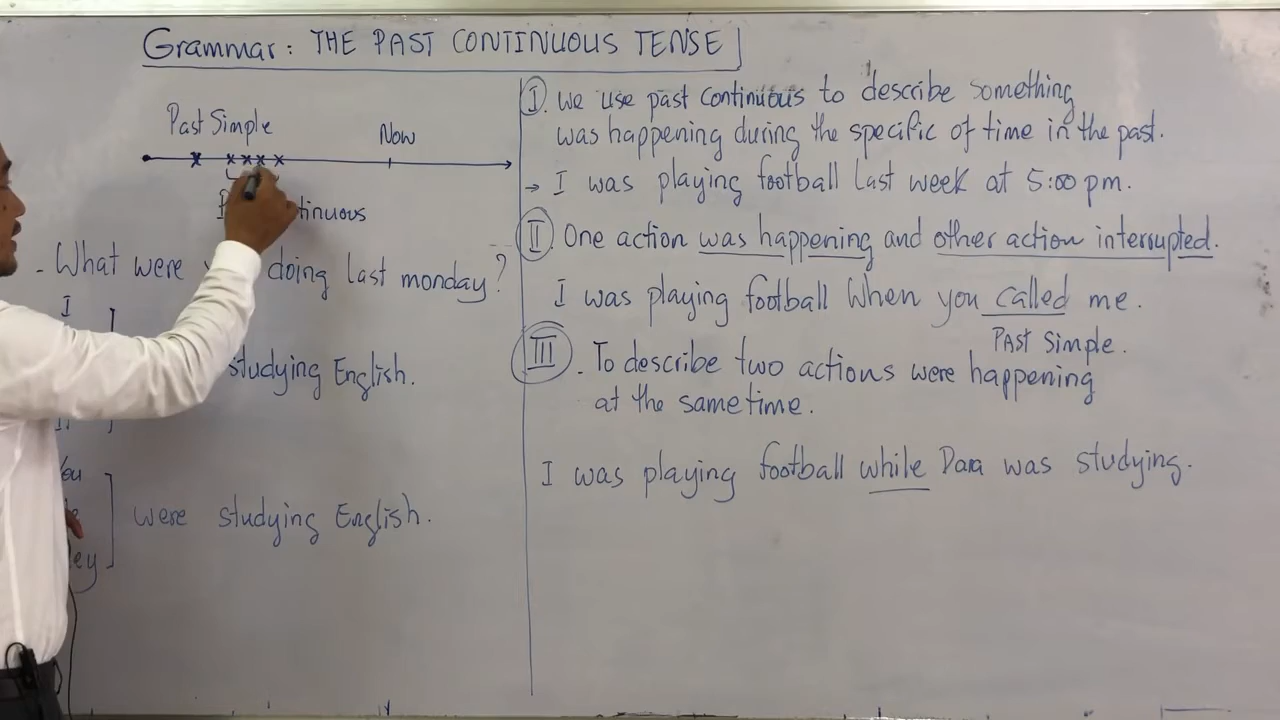 Grammar: THE PAST CONTINUOUS TENSE
Past Simple
Now
- What were doing last monday?
I
studying English.
were studying English.
I. We use past Continuous to describe something
was happening during the specific of time in the past.
→ I was playing football last week at 5:00 pm.
II. One action was happening and other action interrupted.
I was playing football When you called me.
PAST Simple.
III. To describe two actions were happening
at the same time.
I was playing football while Dara was studying.